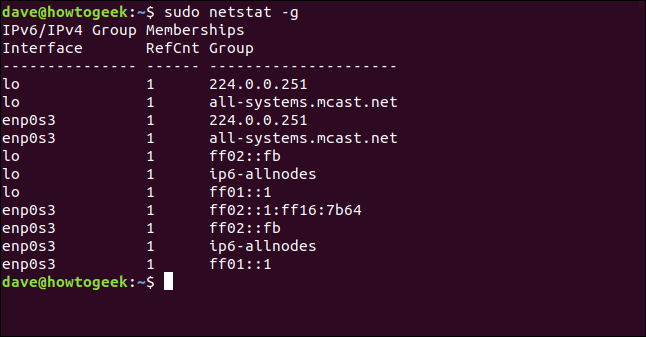 dave@howtogeek:~$ sudo netstat -g
IPv6/IPv4 Group Memberships
Interface       RefCnt Group
--------------- ------ ---------------------
lo              1      224.0.0.251
lo              1      all-systems.mcast.net
enp0s3          1      224.0.0.251
enp0s3          1      all-systems.mcast.net
lo              1      ff02::fb
lo              1      ip6-allnodes
lo              1      ff01::1
enp0s3          1      ff02::1:ff16:7b64
enp0s3          1      ff02::fb
enp0s3          1      ip6-allnodes
enp0s3          1      ff01::1
dave@howtogeek:~$